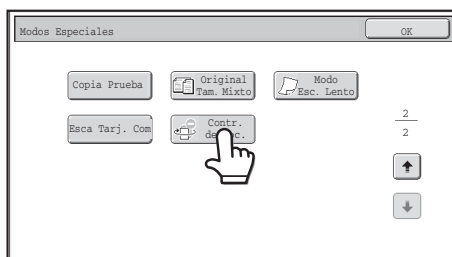 Modos Especiales
OK
Copia Prueba
Original
Tam. Mixto
Modo
Esc. Lento
Esca Tarj. Com
Contr.
2
2